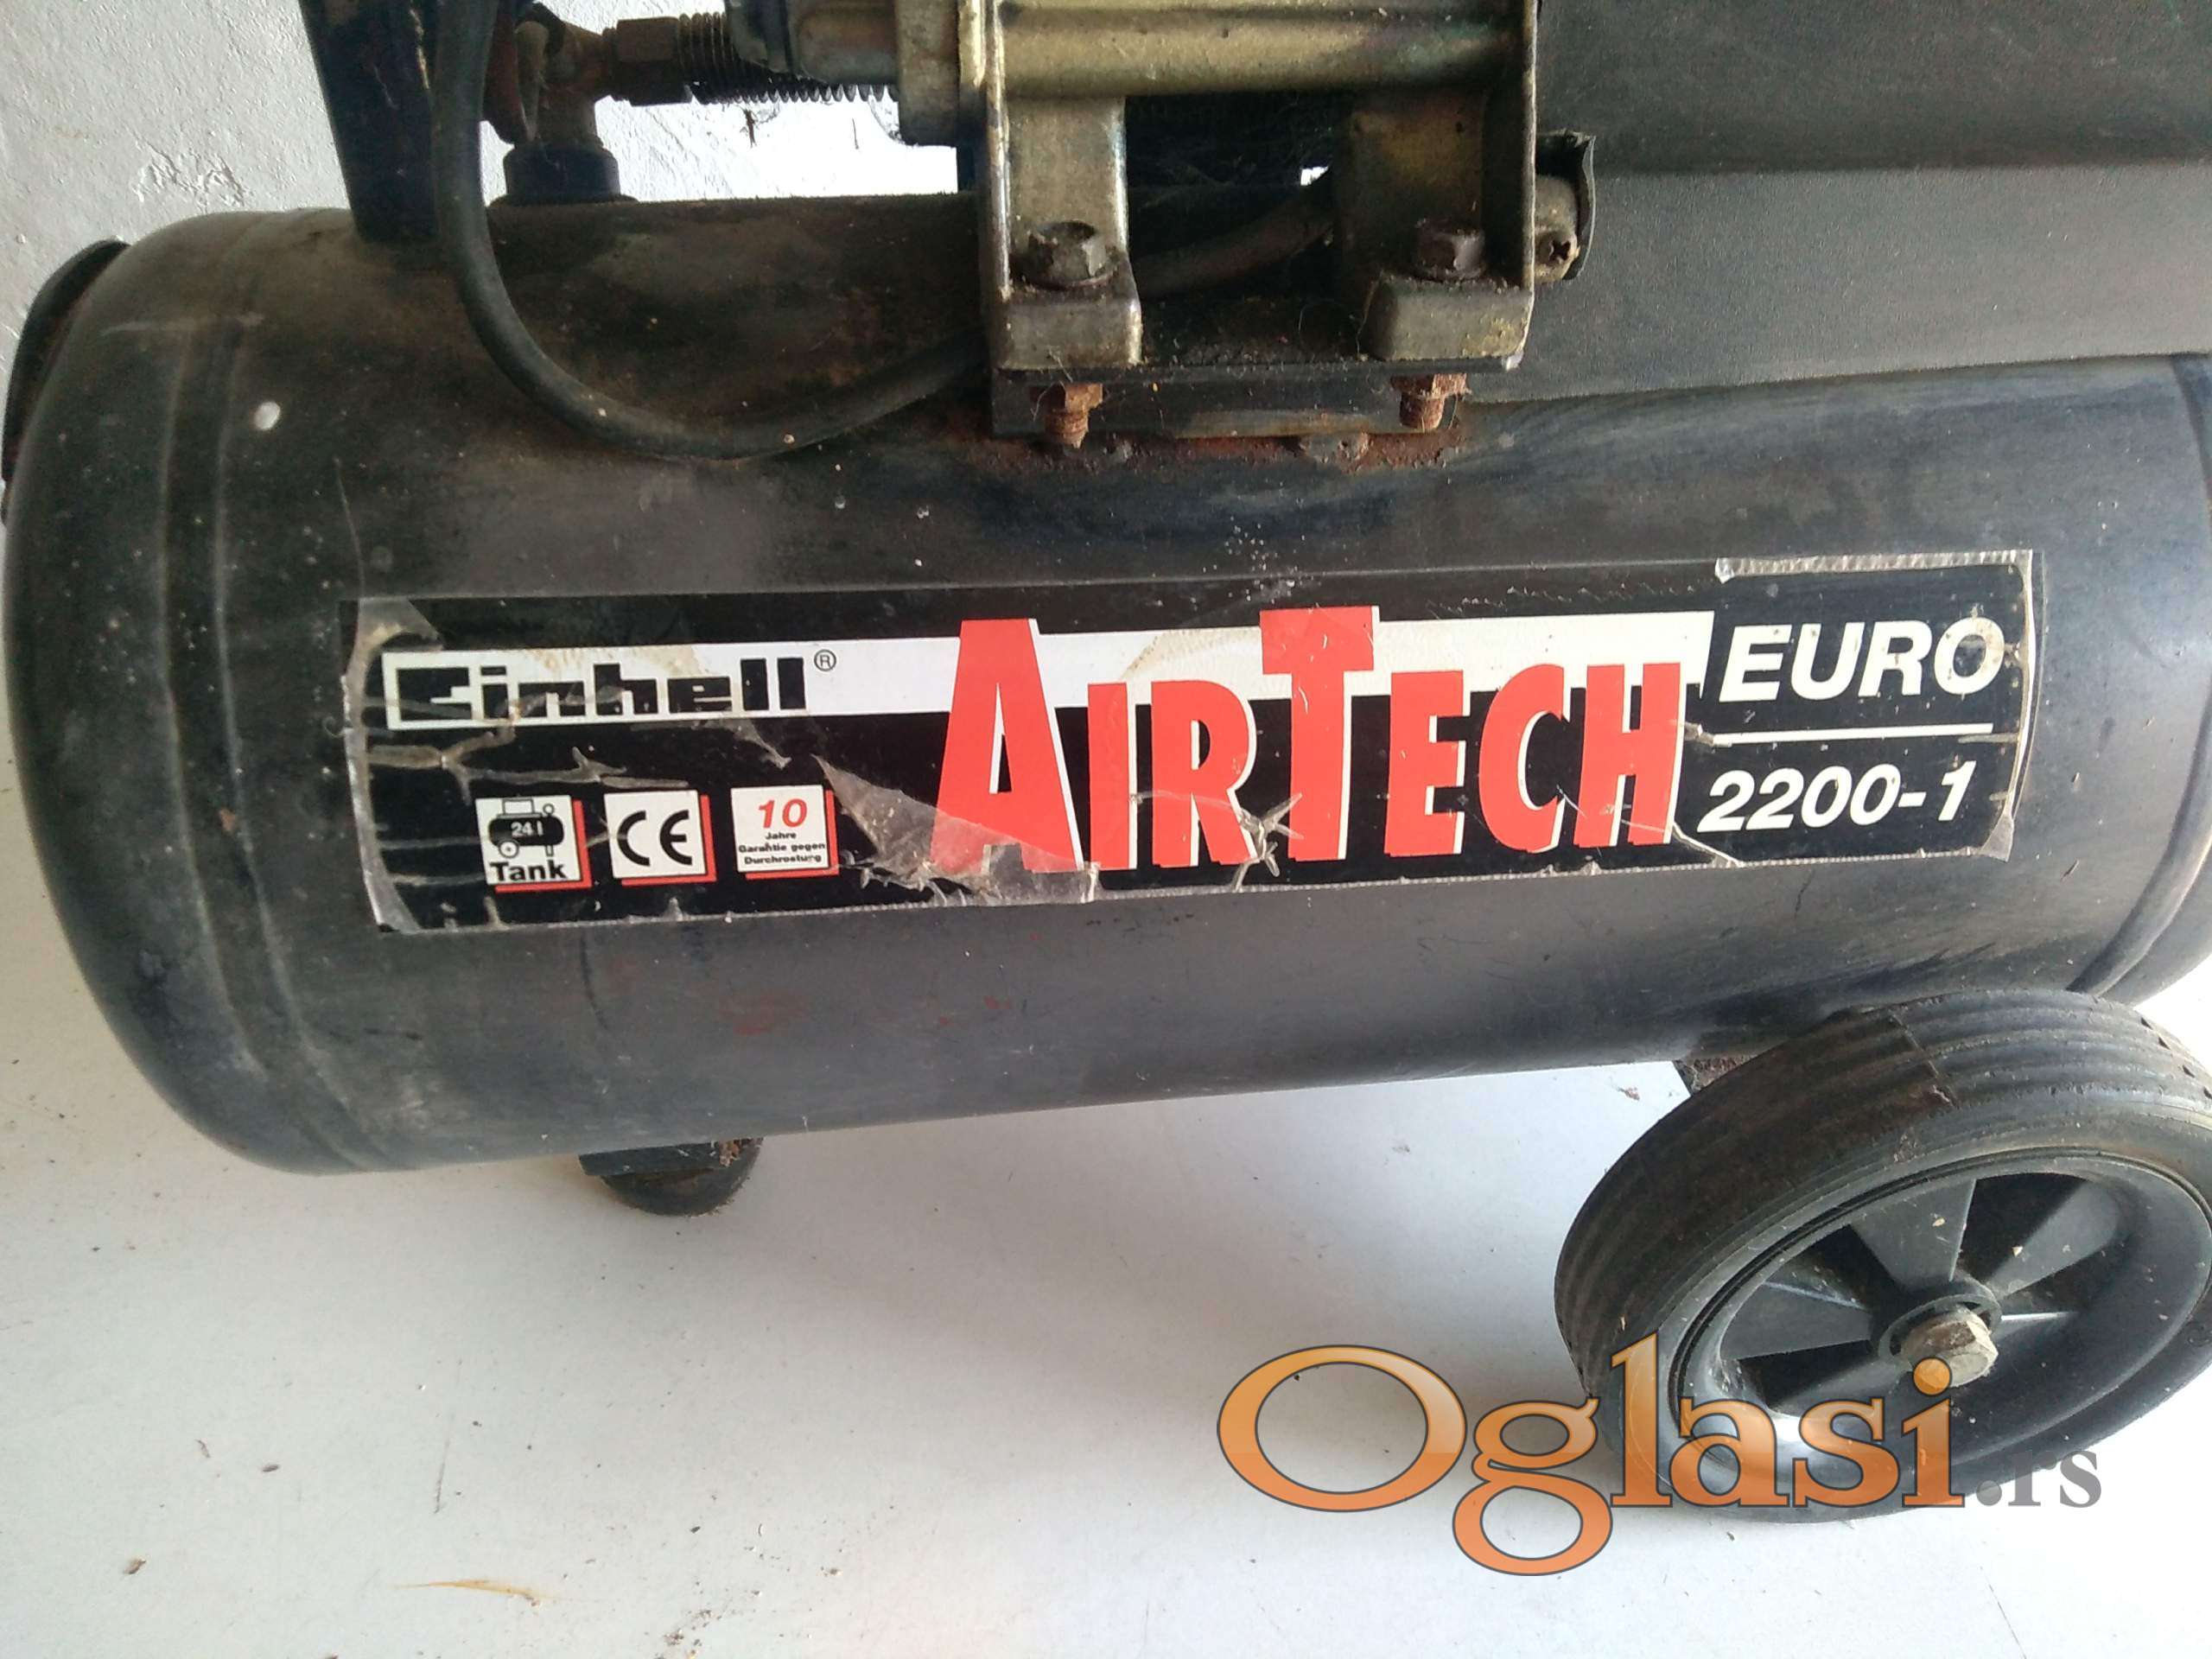 Einhell®
AIRTECH
EURO
2200-1
24 l
Tank
CE
10
Jahre
Garantie gegen
Durchrostung
Oglasi.rs